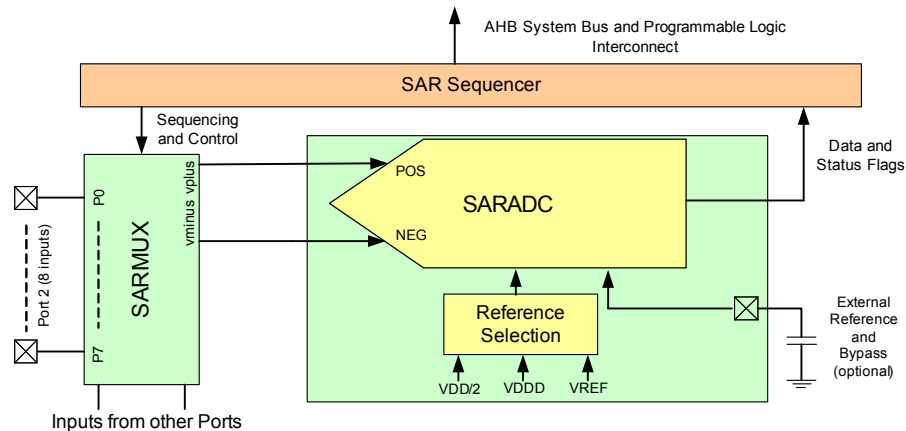 AHB System Bus and Programmable Logic
Interconnect
SAR Sequencer
Sequencing
and Control
Data and
Status Flags
vminus vplus
POS
SARADC
NEG
P0
SARMUX
Port 2 (8 inputs)
P7
Reference
Selection
VDD/2
VDDD
VREF
External
Reference
and
Bypass
(optional)
Inputs from other Ports